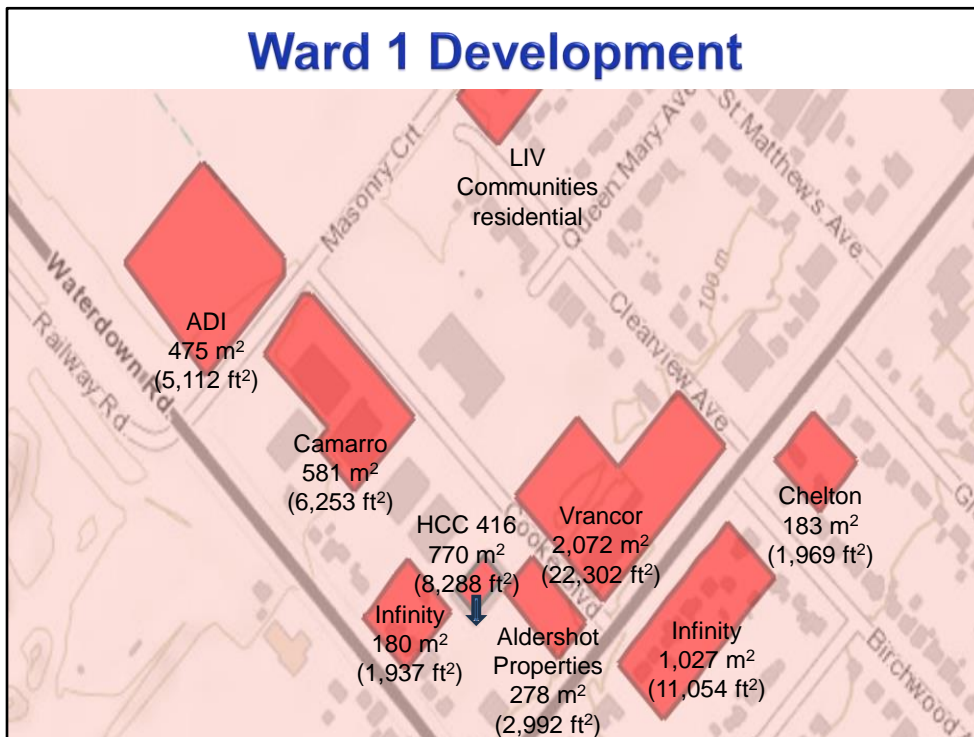 Ward 1 Development
LIV
Communities
residential
Masonry Crt
Queen Mary Ave
St Matthew's Ave
Waterdown Rd.
Railway Rd.
ADI
475 m²
(5,112 ft²)
100 m
Clearview Ave
Camarro
581 m²
(6,253 ft²)
HCC 416
770 m²
(8,288 ft²)
Vrancor
2,072 m²
(22,302 ft²)
Chelton
183 m²
(1,969 ft²)
Infinity
180 m²
(1,937 ft²)
Aldershot
Properties
278 m²
(2,992 ft²)
Infinity
1,027 m²
(11,054 ft²)
Birchwood